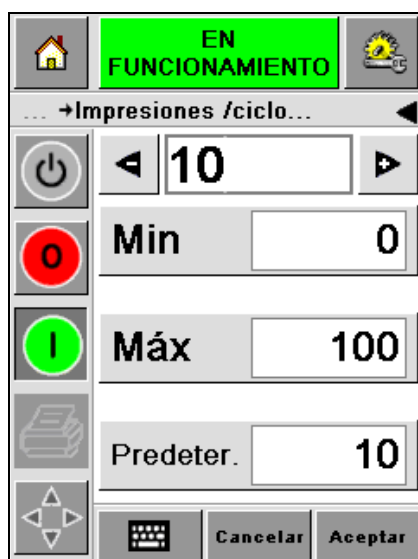 EN
FUNCIONAMIENTO
... →Impresiones /ciclo...
10
Min 0
Máx 100
Predeter. 10
Cancelar Aceptar